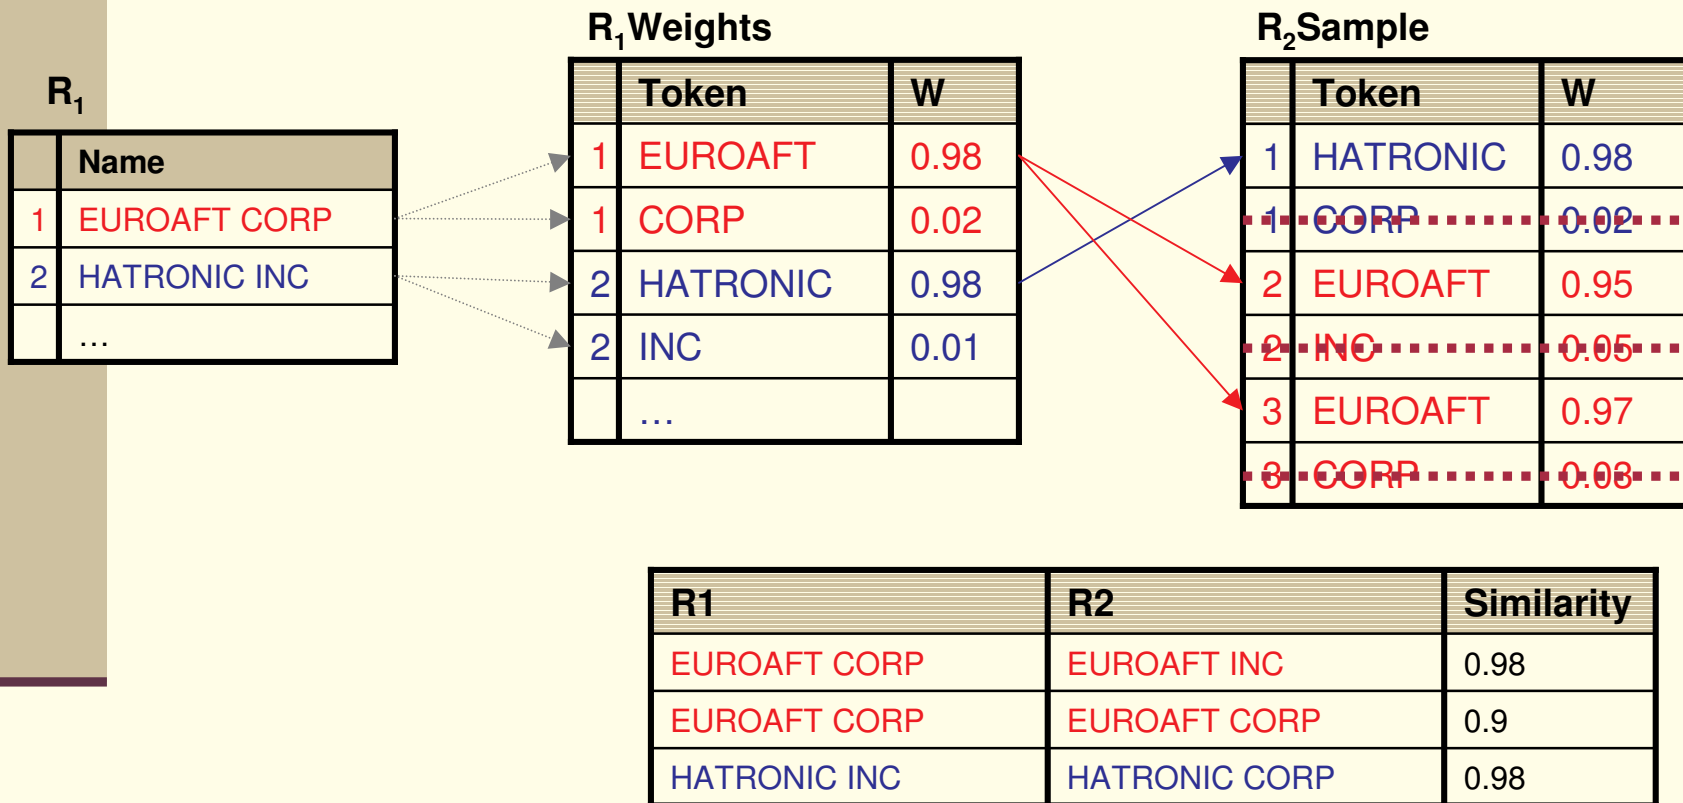 R1
Name
1 EUROAFT CORP
2 HATRONIC INC
…
R1Weights
Token W
1 EUROAFT 0.98
1 CORP 0.02
2 HATRONIC 0.98
2 INC 0.01
…
R2Sample
Token W
1 HATRONIC 0.98
1 CORP 0.02
2 EUROAFT 0.95
2 INC 0.05
3 EUROAFT 0.97
3 CORP 0.03
R1 R2 Similarity
EUROAFT CORP EUROAFT INC 0.98
EUROAFT CORP EUROAFT CORP 0.9
HATRONIC INC HATRONIC CORP 0.98